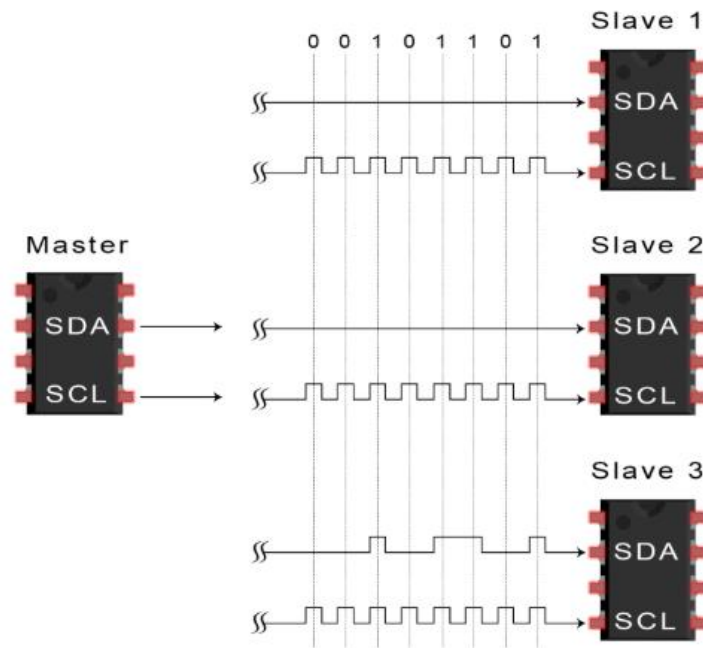 Slave 1
0 0 1 0 1 1 0 1
SDA
SCL
Master
SDA
SCL
Slave 2
SDA
SCL
Slave 3
SDA
SCL